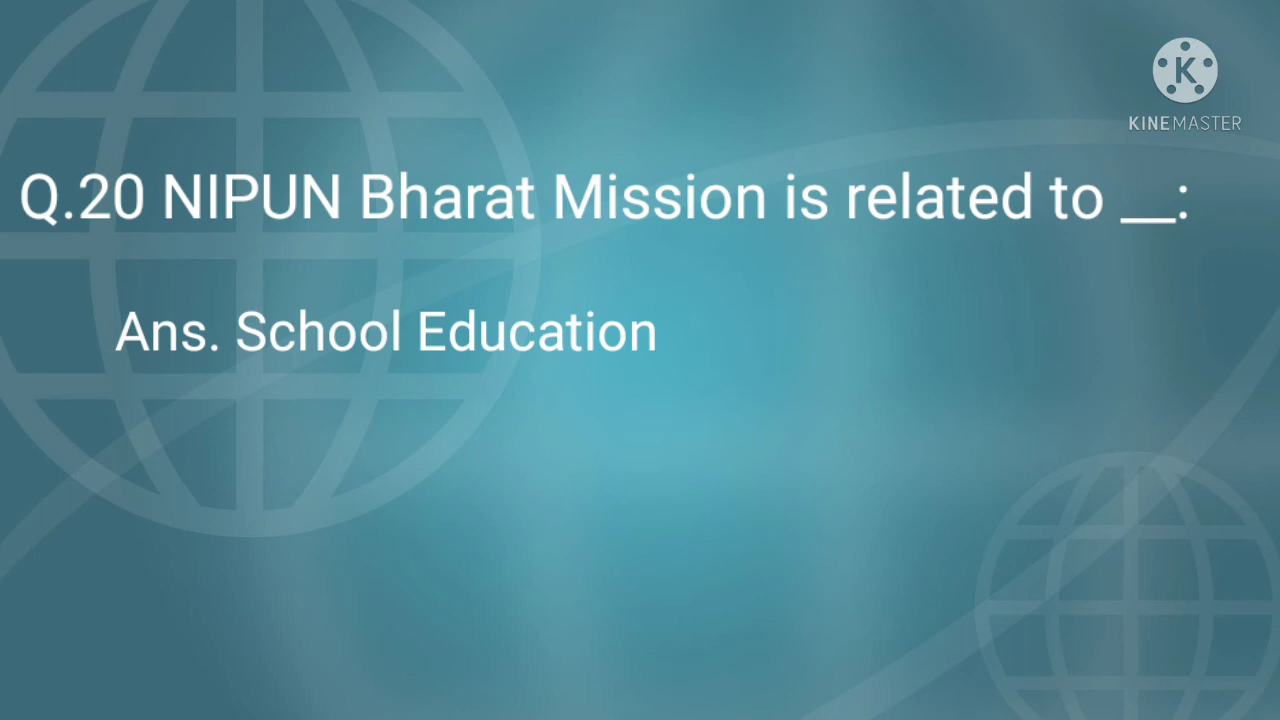 KINEMASTER
Q.20 NIPUN Bharat Mission is related to __:
Ans. School Education